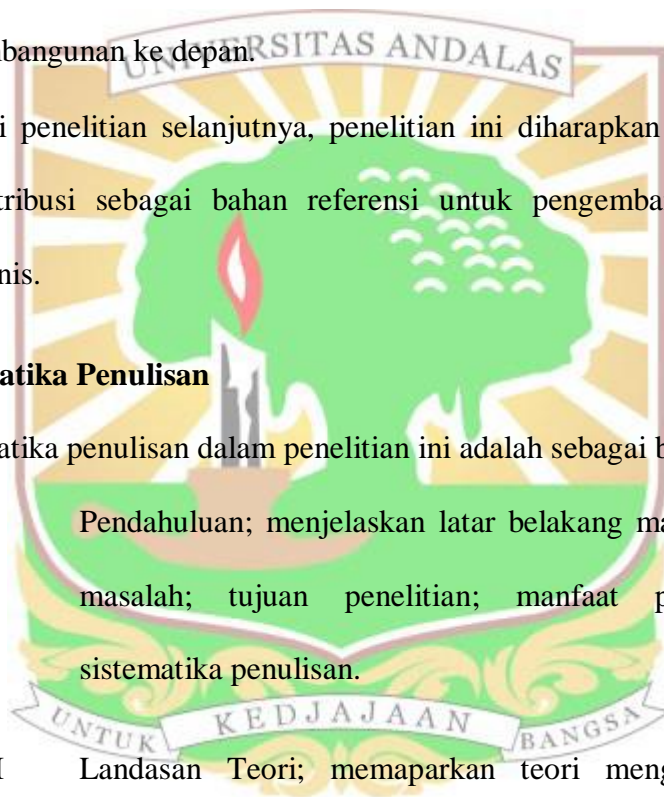 mbangunan ke depan.
UNIVERSITAS ANDALAS
i penelitian selanjutnya, penelitian ini diharapkan
tribusi sebagai bahan referensi untuk pengemba
nis.
atika Penulisan
atika penulisan dalam penelitian ini adalah sebagai b
Pendahuluan; menjelaskan latar belakang ma
masalah; tujuan penelitian; manfaat p
sistematika penulisan.
UNTUK KEDJAJAAN BANGSA
I Landasan Teori; memaparkan teori meng